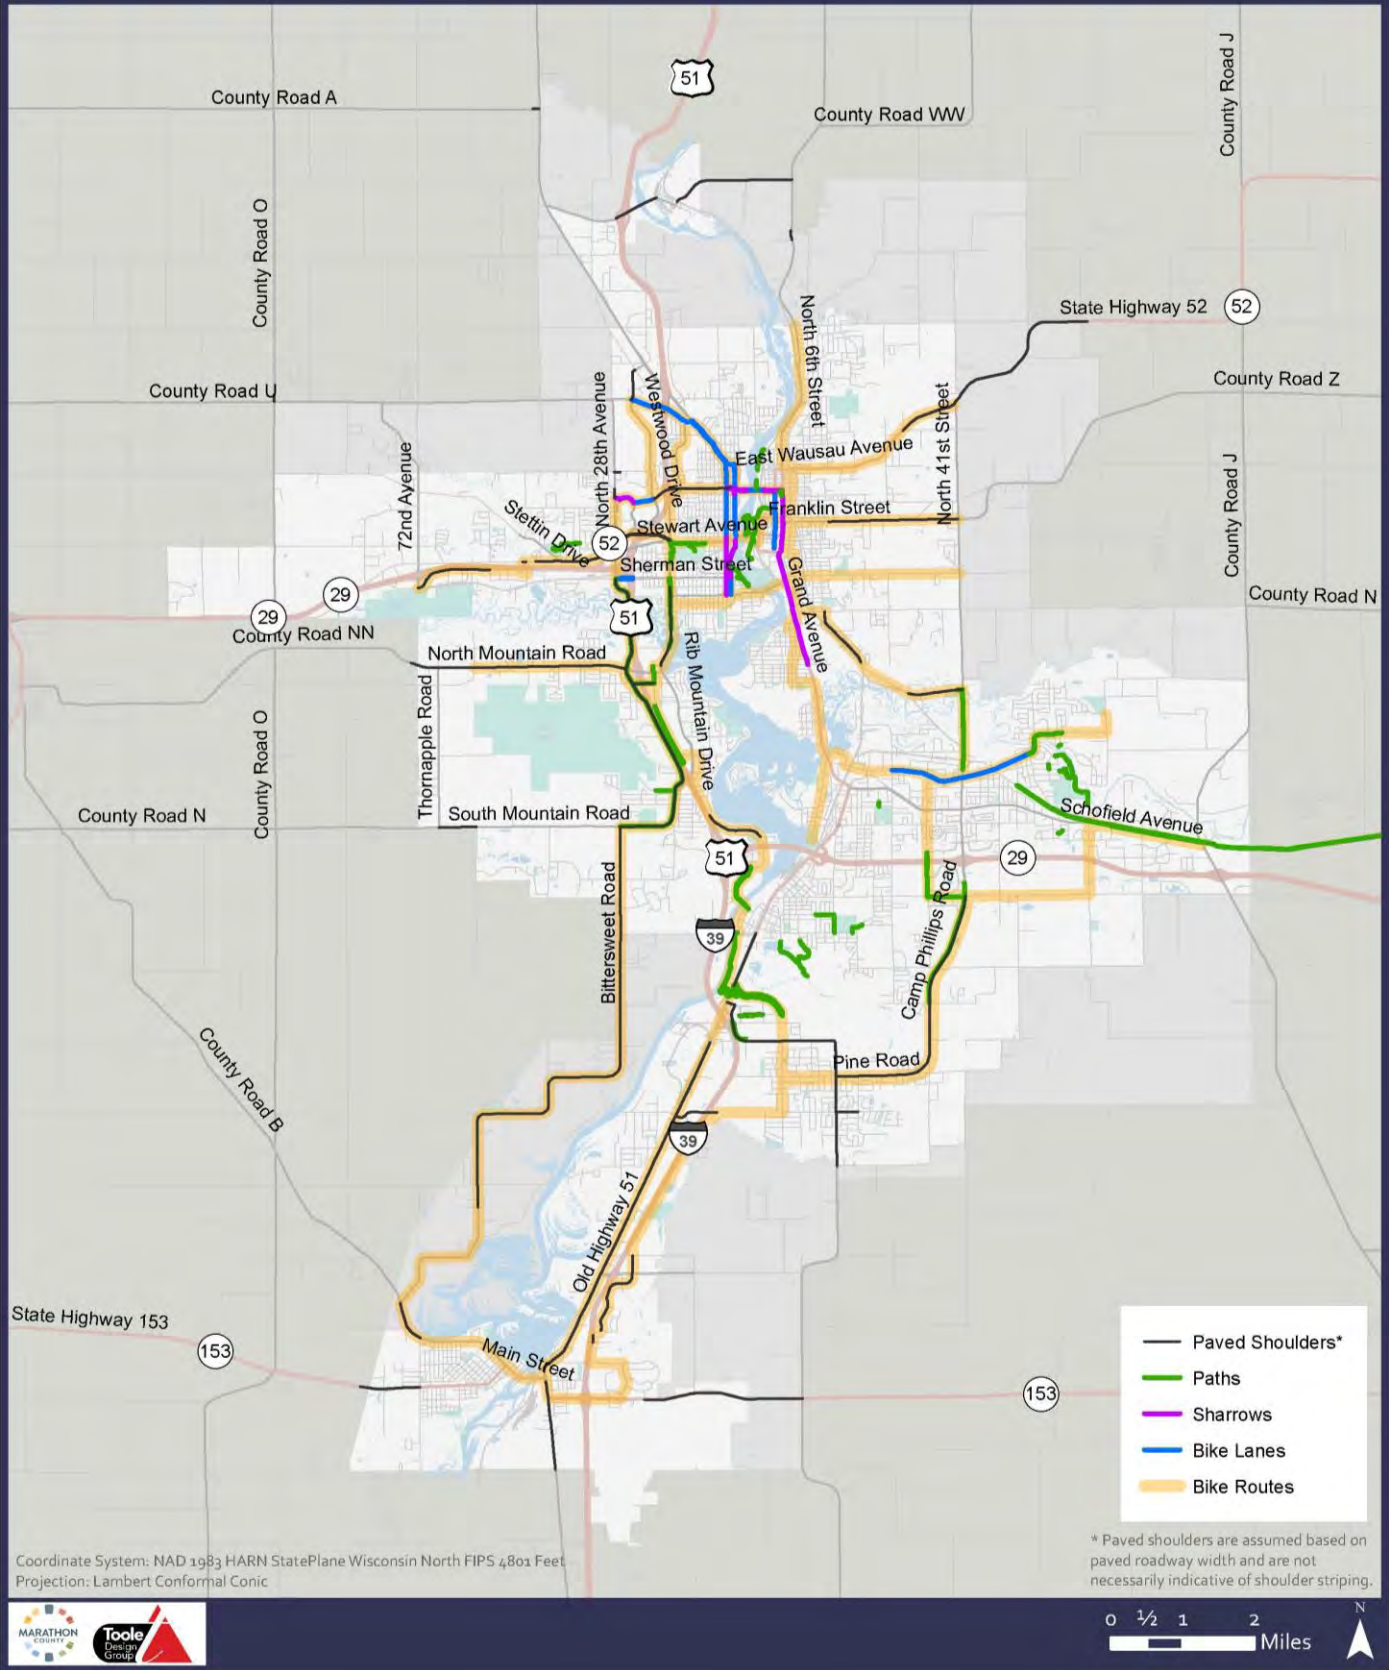 51
County Road A
County Road WW
County Road J
County Road O
North 6th Street
State Highway 52
52
County Road U
County Road Z
North 28th Avenue
Westwood Drive
North 41st Street
72nd Avenue
East Wausau Avenue
County Road J
Stettin Drive
Franklin Street
Stewart Avenue
52
Sherman Street
Grand Avenue
29
29
51
County Road N
County Road NN
North Mountain Road
Rib Mountain Drive
Thornapple Road
County Road O
County Road N
South Mountain Road
Schofield Avenue
51
29
Bittersweet Road
39
Camp Phillips Road
County Road B
Pine Road
39
Old Highway 51
State Highway 153
153
Main Street
153
Paved Shoulders*
Paths
Sharrows
Bike Lanes
Bike Routes
* Paved shoulders are assumed based on
paved roadway width and are not
necessarily indicative of shoulder striping.
Coordinate System: NAD 1983 HARN StatePlane Wisconsin North FIPS 4801 Feet
Projection: Lambert Conformal Conic
MARATHON
COUNTY
Toole
Design
Group
0 ½ 1 2
Miles
N